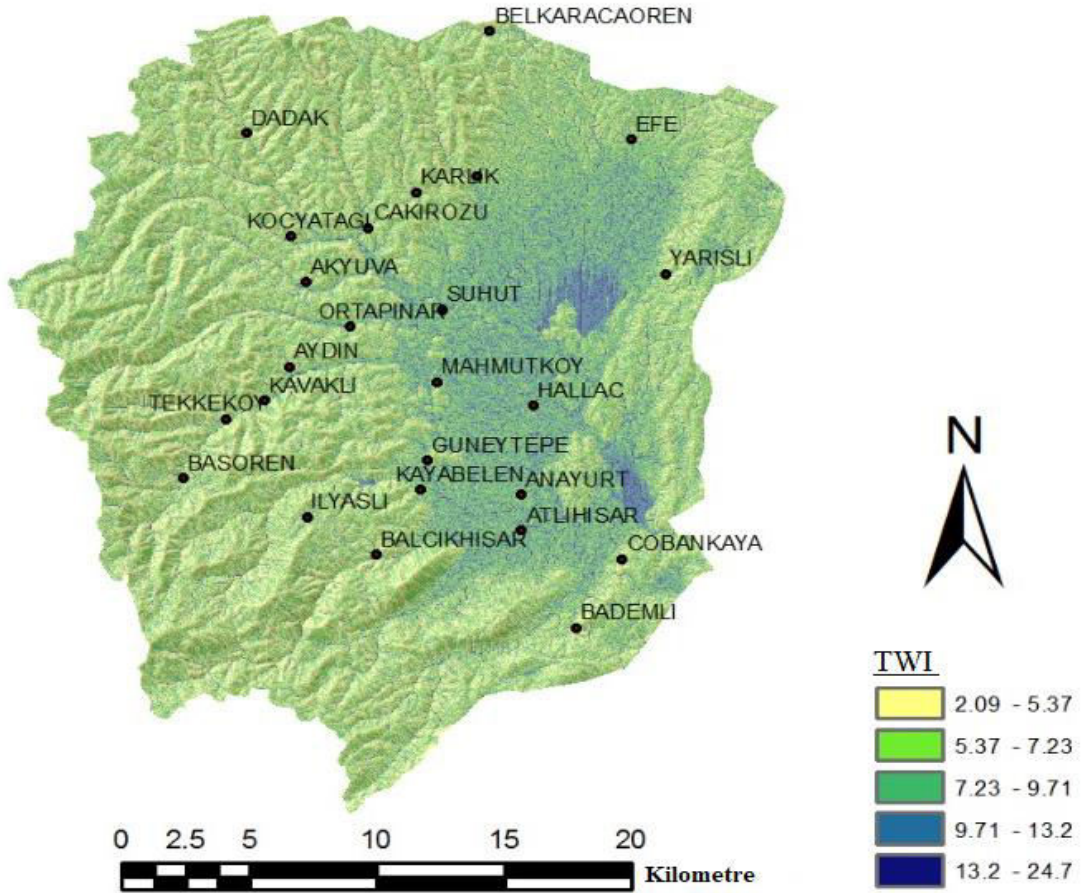 BELKARACAOREN
DADAK
EFE
KARLIK
KOCYATAGI
CAKIROZU
AKYUVA
YARISLI
SUHUT
ORTAPINAR
AYDIN
MAHMUTKOY
KAVAKLI
HALLAC
TEKKEKOY
GUNEYTEPE
BASOREN
KAYABELEN
ANAYURT
ILYASLI
ATLIHISAR
BALCIKHISAR
COBANKAYA
BADEMLI
N
TWI
2.09 - 5.37
5.37 - 7.23
7.23 - 9.71
9.71 - 13.2
13.2 - 24.7
0 2.5 5 10 15 20
Kilometre